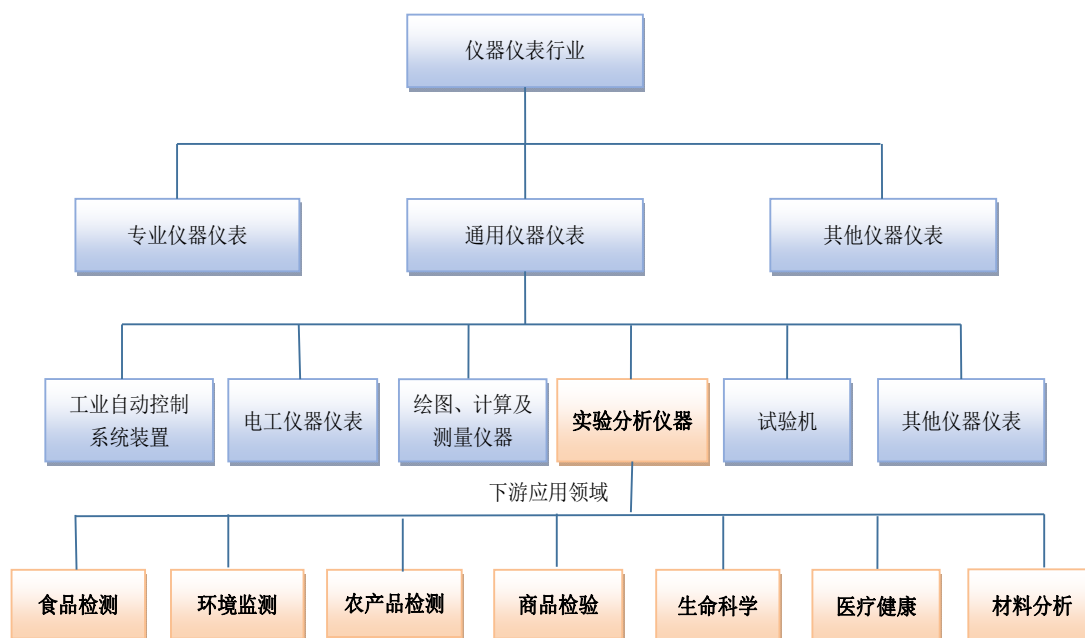 仪器仪表行业
专业仪器仪表
通用仪器仪表
其他仪器仪表
工业自动控制
系统装置
电工仪器仪表
绘图、计算及
测量仪器
实验分析仪器
试验机
其他仪器仪表
下游应用领域
食品检测
环境监测
农产品检测
商品检验
生命科学
医疗健康
材料分析